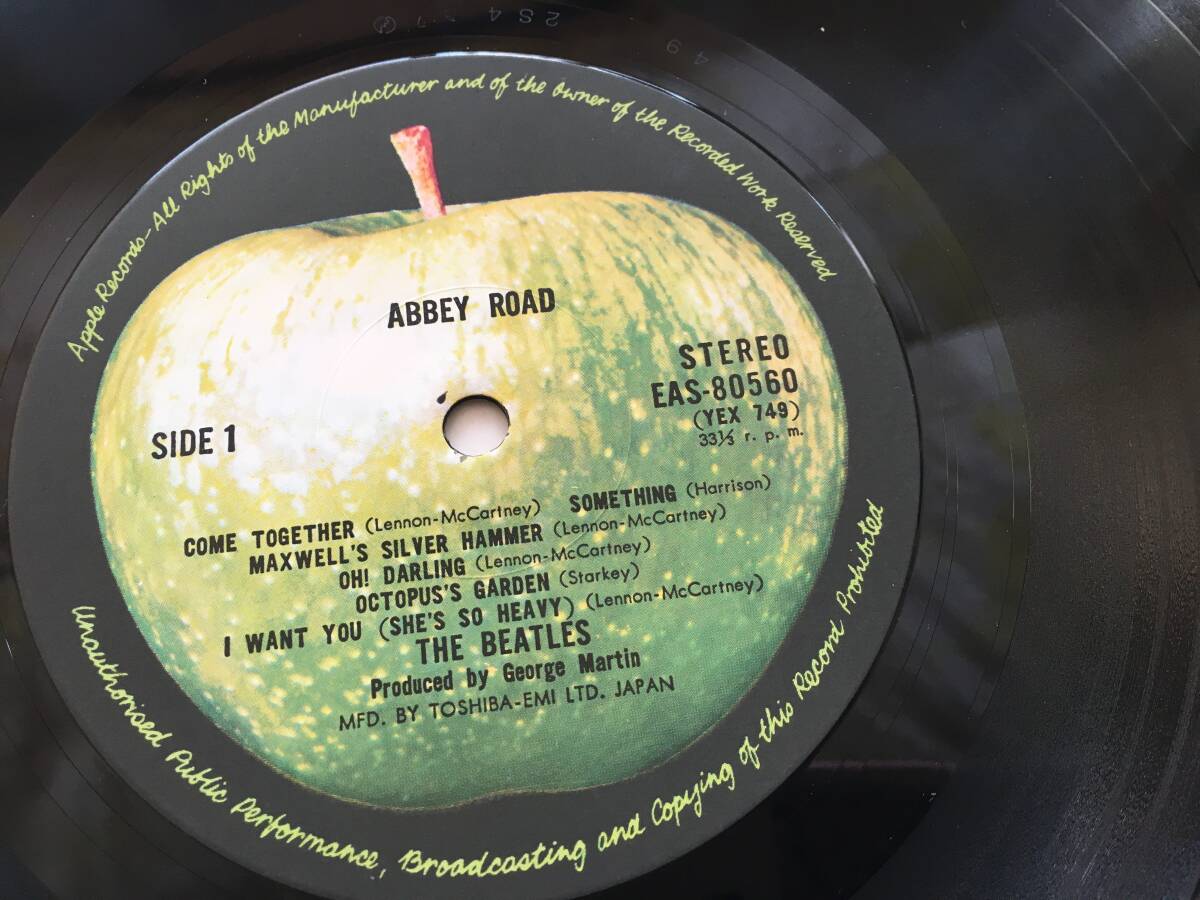 Apple Records–All Rights of the Manufacturer and of the Owner of the Recorded Work Reserved
ABBEY ROAD
STEREO
EAS-80560
(YEX 749)
33⅓ r. p. m.
SIDE 1
COME TOGETHER (Lennon-McCartney) SOMETHING (Harrison)
MAXWELL'S SILVER HAMMER (Lennon-McCartney)
OH! DARLING (Lennon-McCartney)
OCTOPUS'S GARDEN (Starkey)
I WANT YOU (SHE'S SO HEAVY) (Lennon-McCartney)
THE BEATLES
Produced by George Martin
MFD. BY TOSHIBA-EMI LTD. JAPAN
Unauthorised Public Performance, Broadcasting and Copying of this Record Prohibited